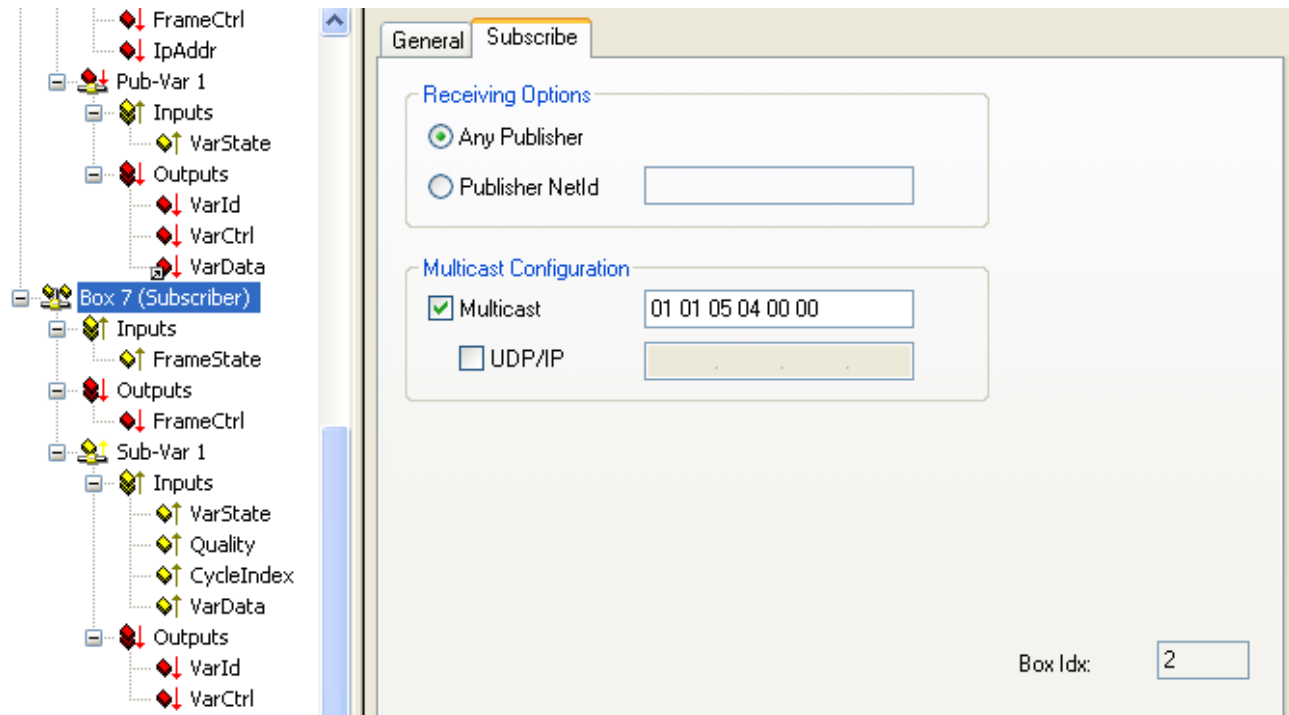 FrameCtrl
IpAddr
Pub-Var 1
Inputs
VarState
Outputs
VarId
VarCtrl
VarData
Box 7 (Subscriber)
Inputs
FrameState
Outputs
FrameCtrl
Sub-Var 1
Inputs
VarState
Quality
CycleIndex
VarData
Outputs
VarId
VarCtrl
General Subscribe
Receiving Options
Any Publisher
Publisher NetId
Multicast Configuration
Multicast 01 01 05 04 00 00
UDP/IP . . .
Box Idx: 2